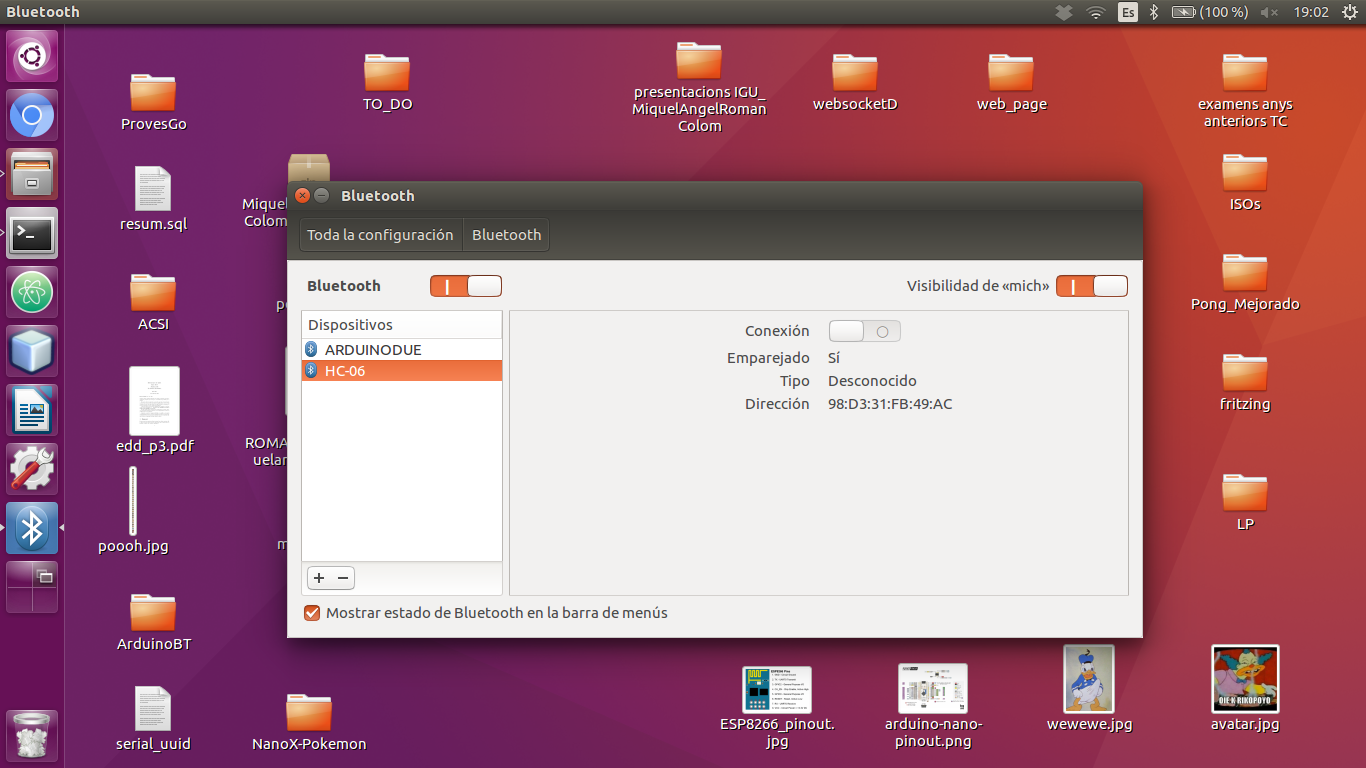 Bluetooth
Es
(100 %)
19:02
ProvesGo
TO_DO
presentacions IGU_
MiquelAngelRoman
Colom
websocketD
web_page
examens anys
anteriors TC
resum.sql
Miquel
Colom
ISOs
ACSI
Pong_Mejorado
edd_p3.pdf
ROMA
uelan
fritzing
poooh.jpg
LP
ArduinoBT
serial_uuid
NanoX-Pokemon
ESP8266_pinout.
jpg
arduino-nano-
pinout.png
wewewe.jpg
OIE K RIKOPOYO
avatar.jpg
Bluetooth
Toda la configuración
Bluetooth
Bluetooth
Visibilidad de «mich»
Dispositivos
ARDUINODUE
HC-06
Conexión
Emparejado Sí
Tipo Desconocido
Dirección 98:D3:31:FB:49:AC
Mostrar estado de Bluetooth en la barra de menús